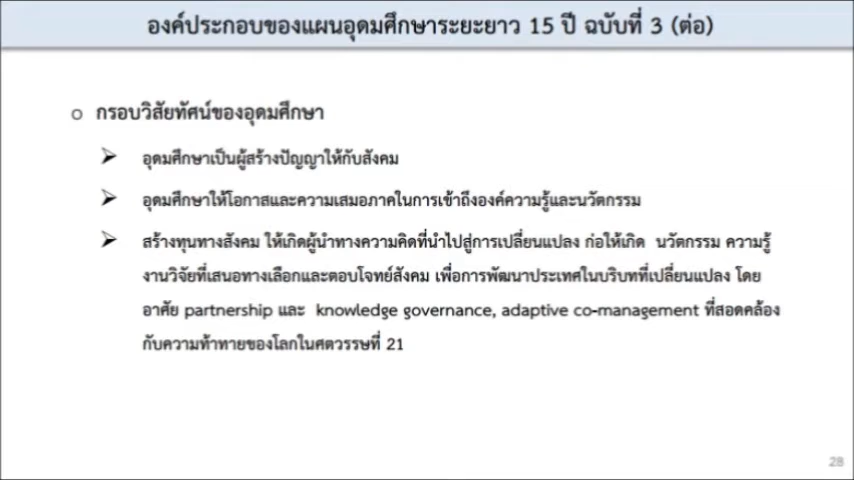 องค์ประกอบของแผนอุดมศึกษาระยะยาว 15 ปี ฉบับที่ 3 (ต่อ)
o กรอบวิสัยทัศน์ของอุดมศึกษา
➢ อุดมศึกษาเป็นผู้สร้างปัญญาให้กับสังคม
➢ อุดมศึกษาให้โอกาสและความเสมอภาคในการเข้าถึงองค์ความรู้และนวัตกรรม
➢ สร้างทุนทางสังคม ให้เกิดผู้นำทางความคิดที่นำไปสู่การเปลี่ยนแปลง ก่อให้เกิด นวัตกรรม ความรู้
งานวิจัยที่เสนอทางเลือกและตอบโจทย์สังคม เพื่อการพัฒนาประเทศในบริบทที่เปลี่ยนแปลง โดย
อาศัย partnership และ knowledge governance, adaptive co-management ที่สอดคล้อง
กับความท้าทายของโลกในศตวรรษที่ 21
28